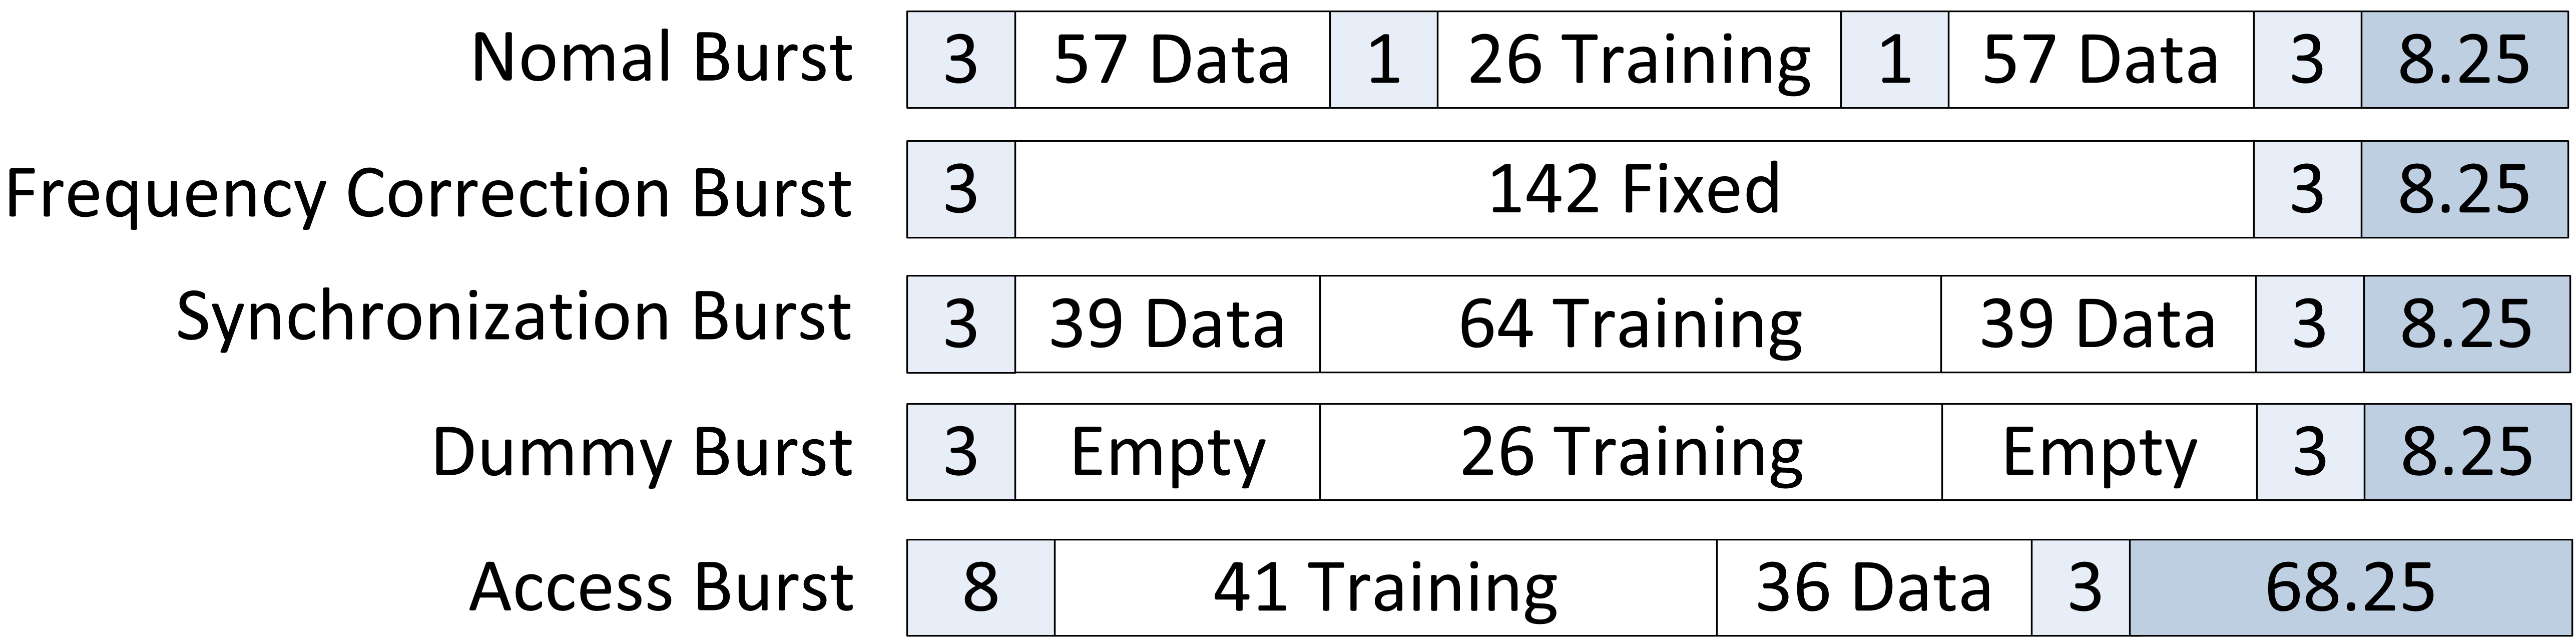 Nomal Burst 3 57 Data 1 26 Training 1 57 Data 3 8.25
Frequency Correction Burst 3 142 Fixed 3 8.25
Synchronization Burst 3 39 Data 64 Training 39 Data 3 8.25
Dummy Burst 3 Empty 26 Training Empty 3 8.25
Access Burst 8 41 Training 36 Data 3 68.25